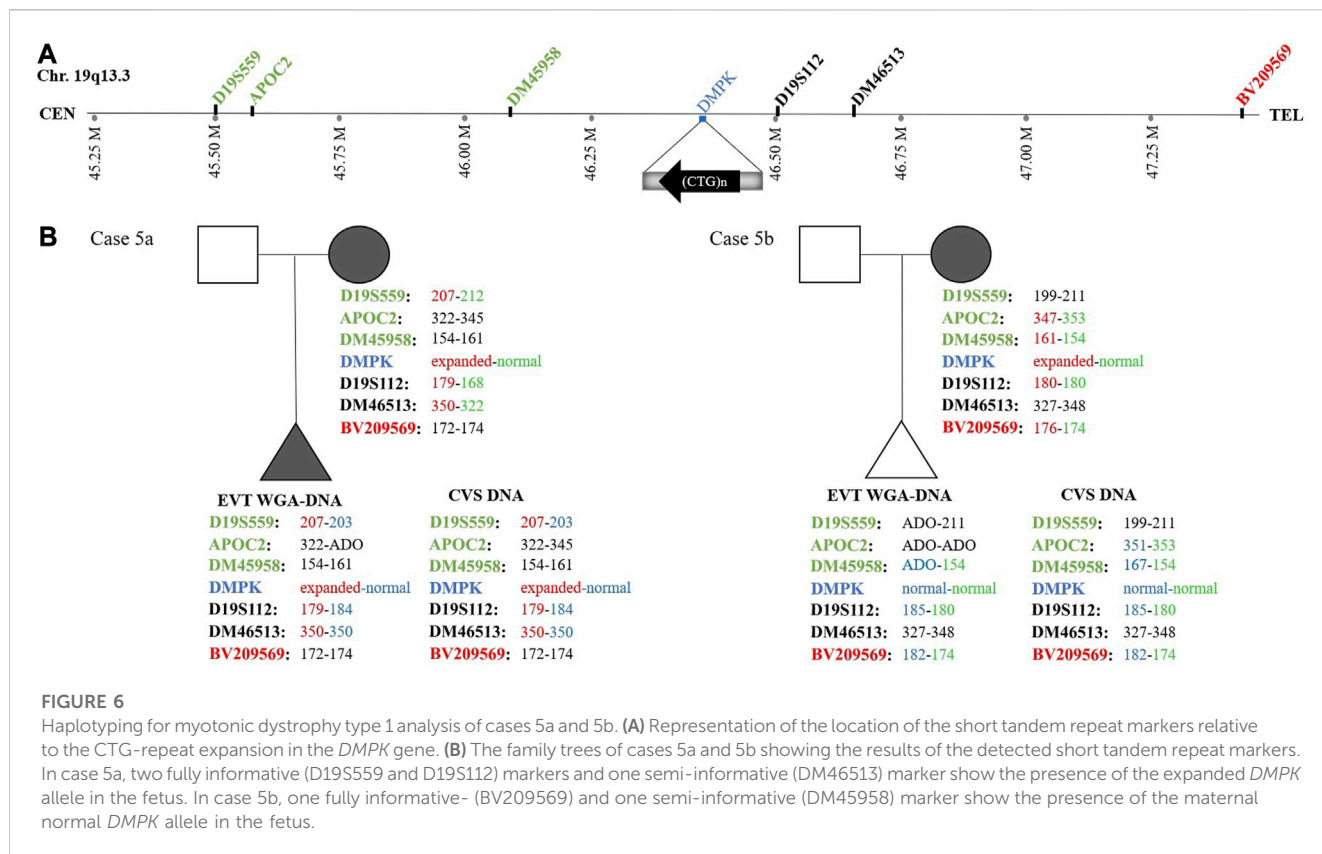 A
Chr. 19q13.3
D19S559
APOC2
DM45958
DMPK
D19S112
DM46513
BV209569
CEN
TEL
45.25 M
45.50 M
45.75 M
46.00 M
46.25 M
46.50 M
46.75 M
47.00 M
47.25 M
(CTG)n
B
Case 5a
D19S559: 207-212
APOC2: 322-345
DM45958: 154-161
DMPK expanded-normal
D19S112: 179-168
DM46513: 350-322
BV209569: 172-174
EVT WGA-DNA
D19S559: 207-203
APOC2: 322-ADO
DM45958: 154-161
DMPK expanded-normal
D19S112: 179-184
DM46513: 350-350
BV209569: 172-174
CVS DNA
D19S559: 207-203
APOC2: 322-345
DM45958: 154-161
DMPK expanded-normal
D19S112: 179-184
DM46513: 350-350
BV209569: 172-174
Case 5b
D19S559: 199-211
APOC2: 347-353
DM45958: 161-154
DMPK expanded-normal
D19S112: 180-180
DM46513: 327-348
BV209569: 176-174
EVT WGA-DNA
D19S559: ADO-211
APOC2: ADO-ADO
DM45958: ADO-154
DMPK normal-normal
D19S112: 185-180
DM46513: 327-348
BV209569: 182-174
CVS DNA
D19S559: 199-211
APOC2: 351-353
DM45958: 167-154
DMPK normal-normal
D19S112: 185-180
DM46513: 327-348
BV209569: 182-174
FIGURE 6
Haplotyping for myotonic dystrophy type 1 analysis of cases 5a and 5b. (A) Representation of the location of the short tandem repeat markers relative
to the CTG-repeat expansion in the DMPK gene. (B) The family trees of cases 5a and 5b showing the results of the detected short tandem repeat markers.
In case 5a, two fully informative (D19S559 and D19S112) markers and one semi-informative (DM46513) marker show the presence of the expanded DMPK
allele in the fetus. In case 5b, one fully informative- (BV209569) and one semi-informative (DM45958) marker show the presence of the maternal
normal DMPK allele in the fetus.